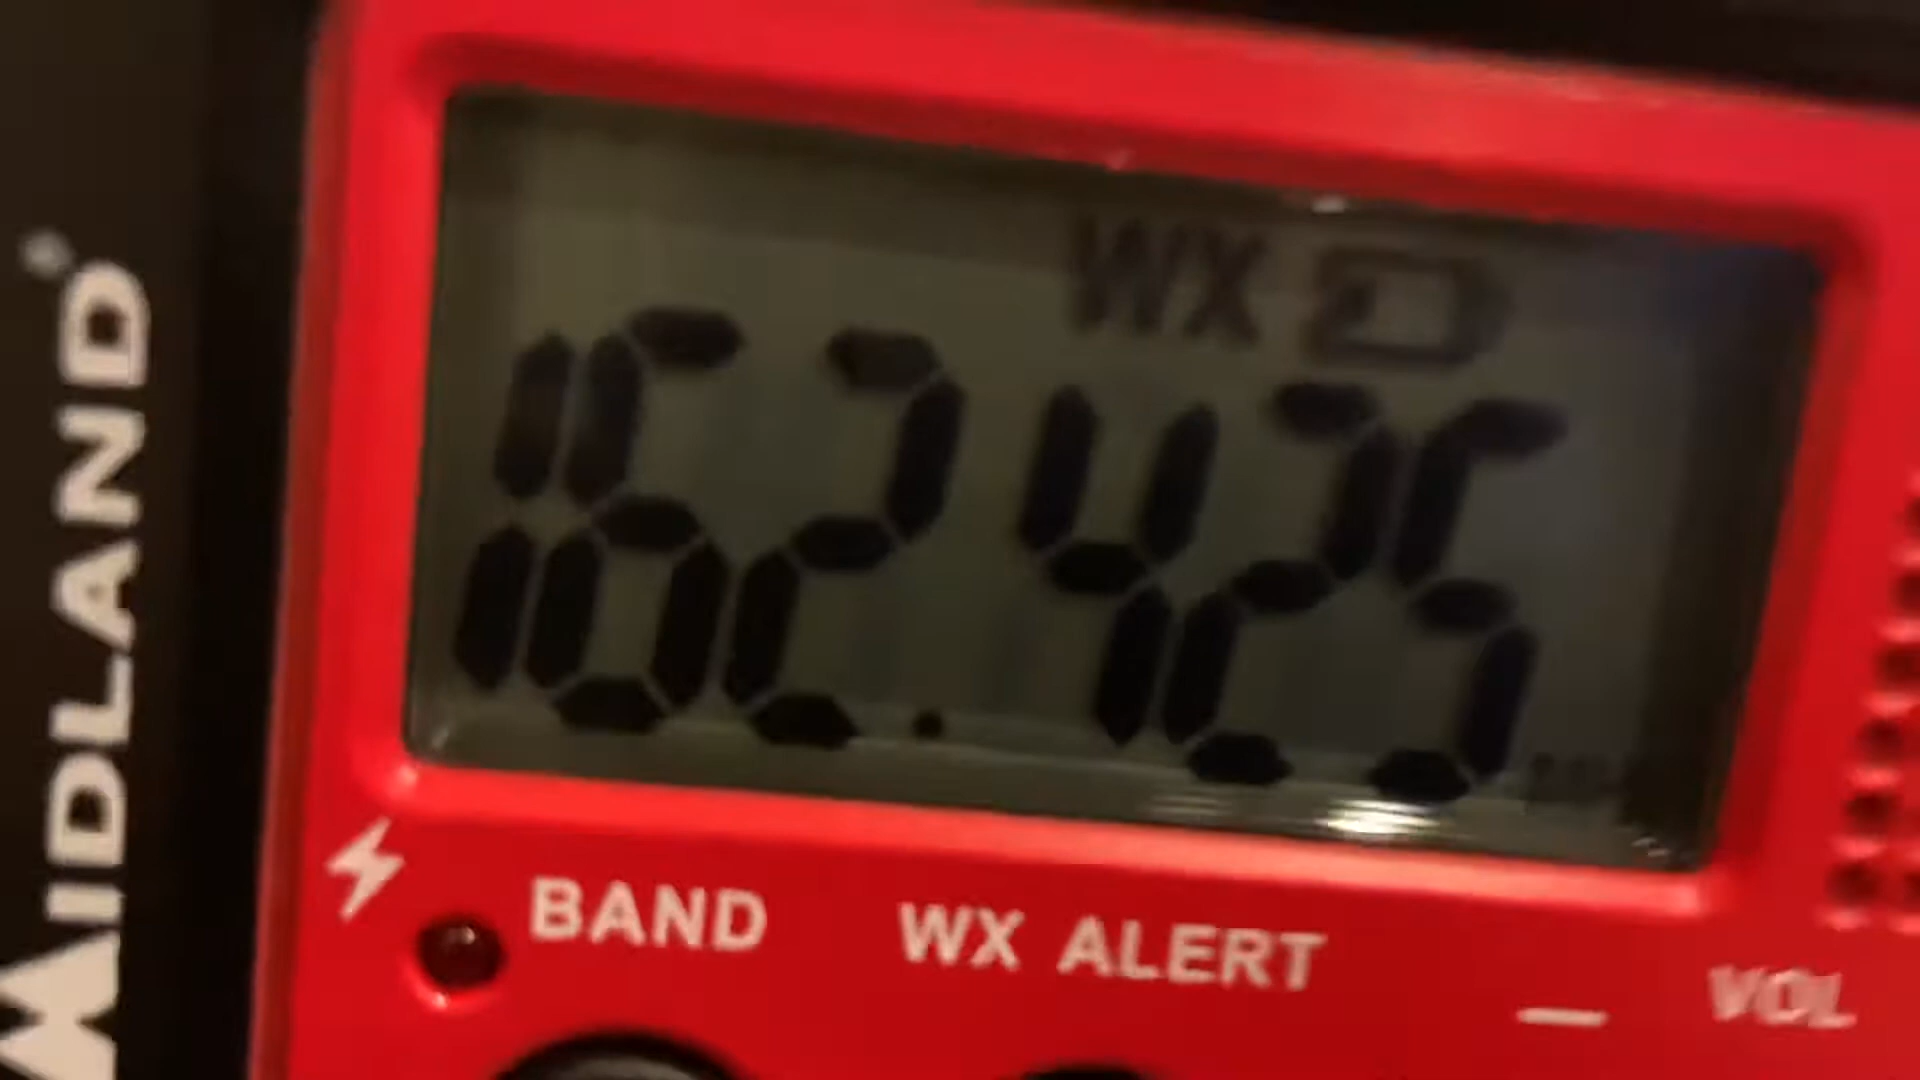 MIDLAND®
WX
162.425
BAND WX ALERT
— VOL